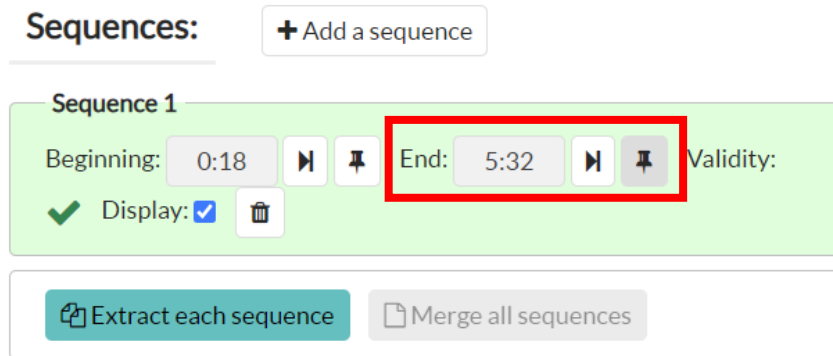 Sequences: Add a sequence
Sequence 1
Beginning: 0:18 End: 5:32 Validity:
Display:
Extract each sequence Merge all sequences